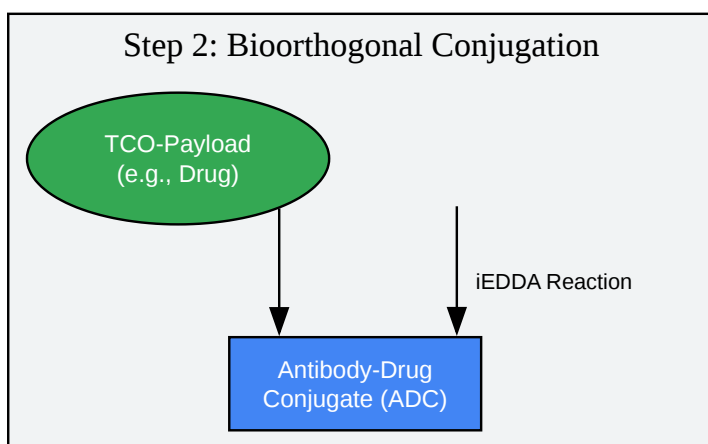 Step 2: Bioorthogonal Conjugation
TCO-Payload
(e.g., Drug)
iEDDA Reaction
Antibody-Drug
Conjugate (ADC)